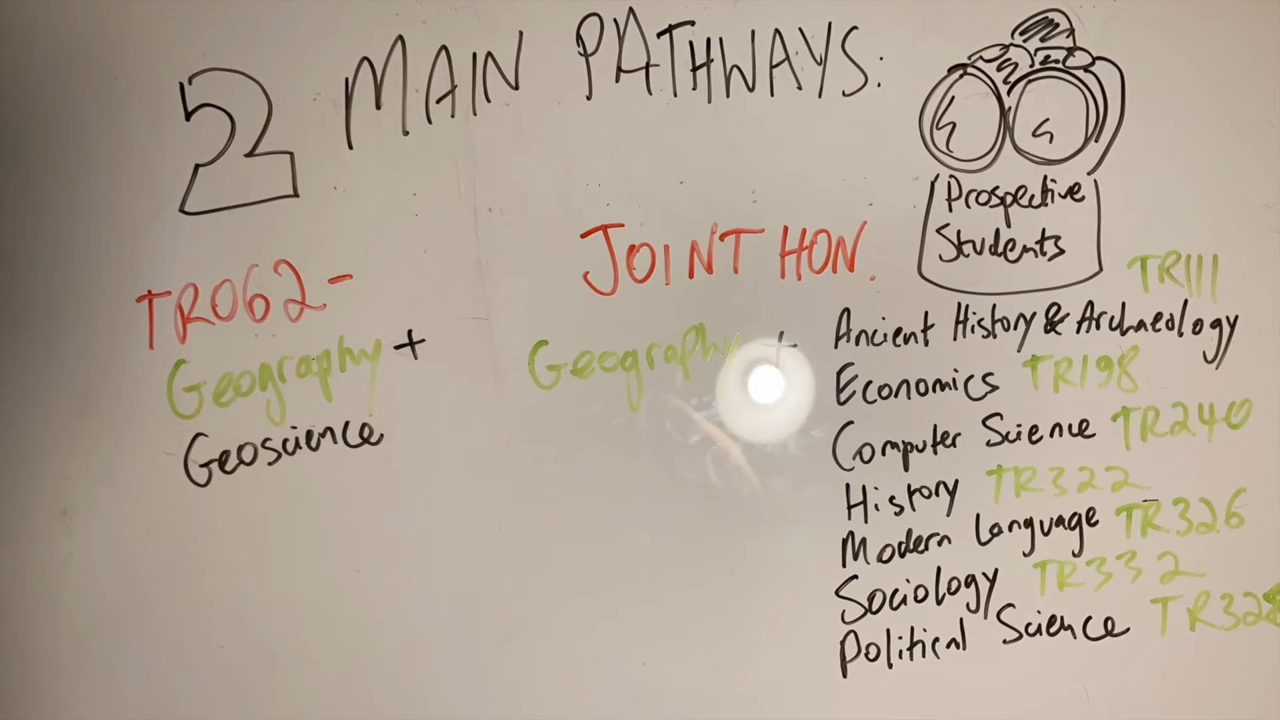 2 MAIN PATHWAYS:
Prospective
Students
TR062-
Geography +
Geoscience
JOINT HON.
Geography +
TR111
Ancient History & Archaeology
Economics TR198
Computer Science TR240
History TR322
Modern Language TR326
Sociology TR332
Political Science TR328